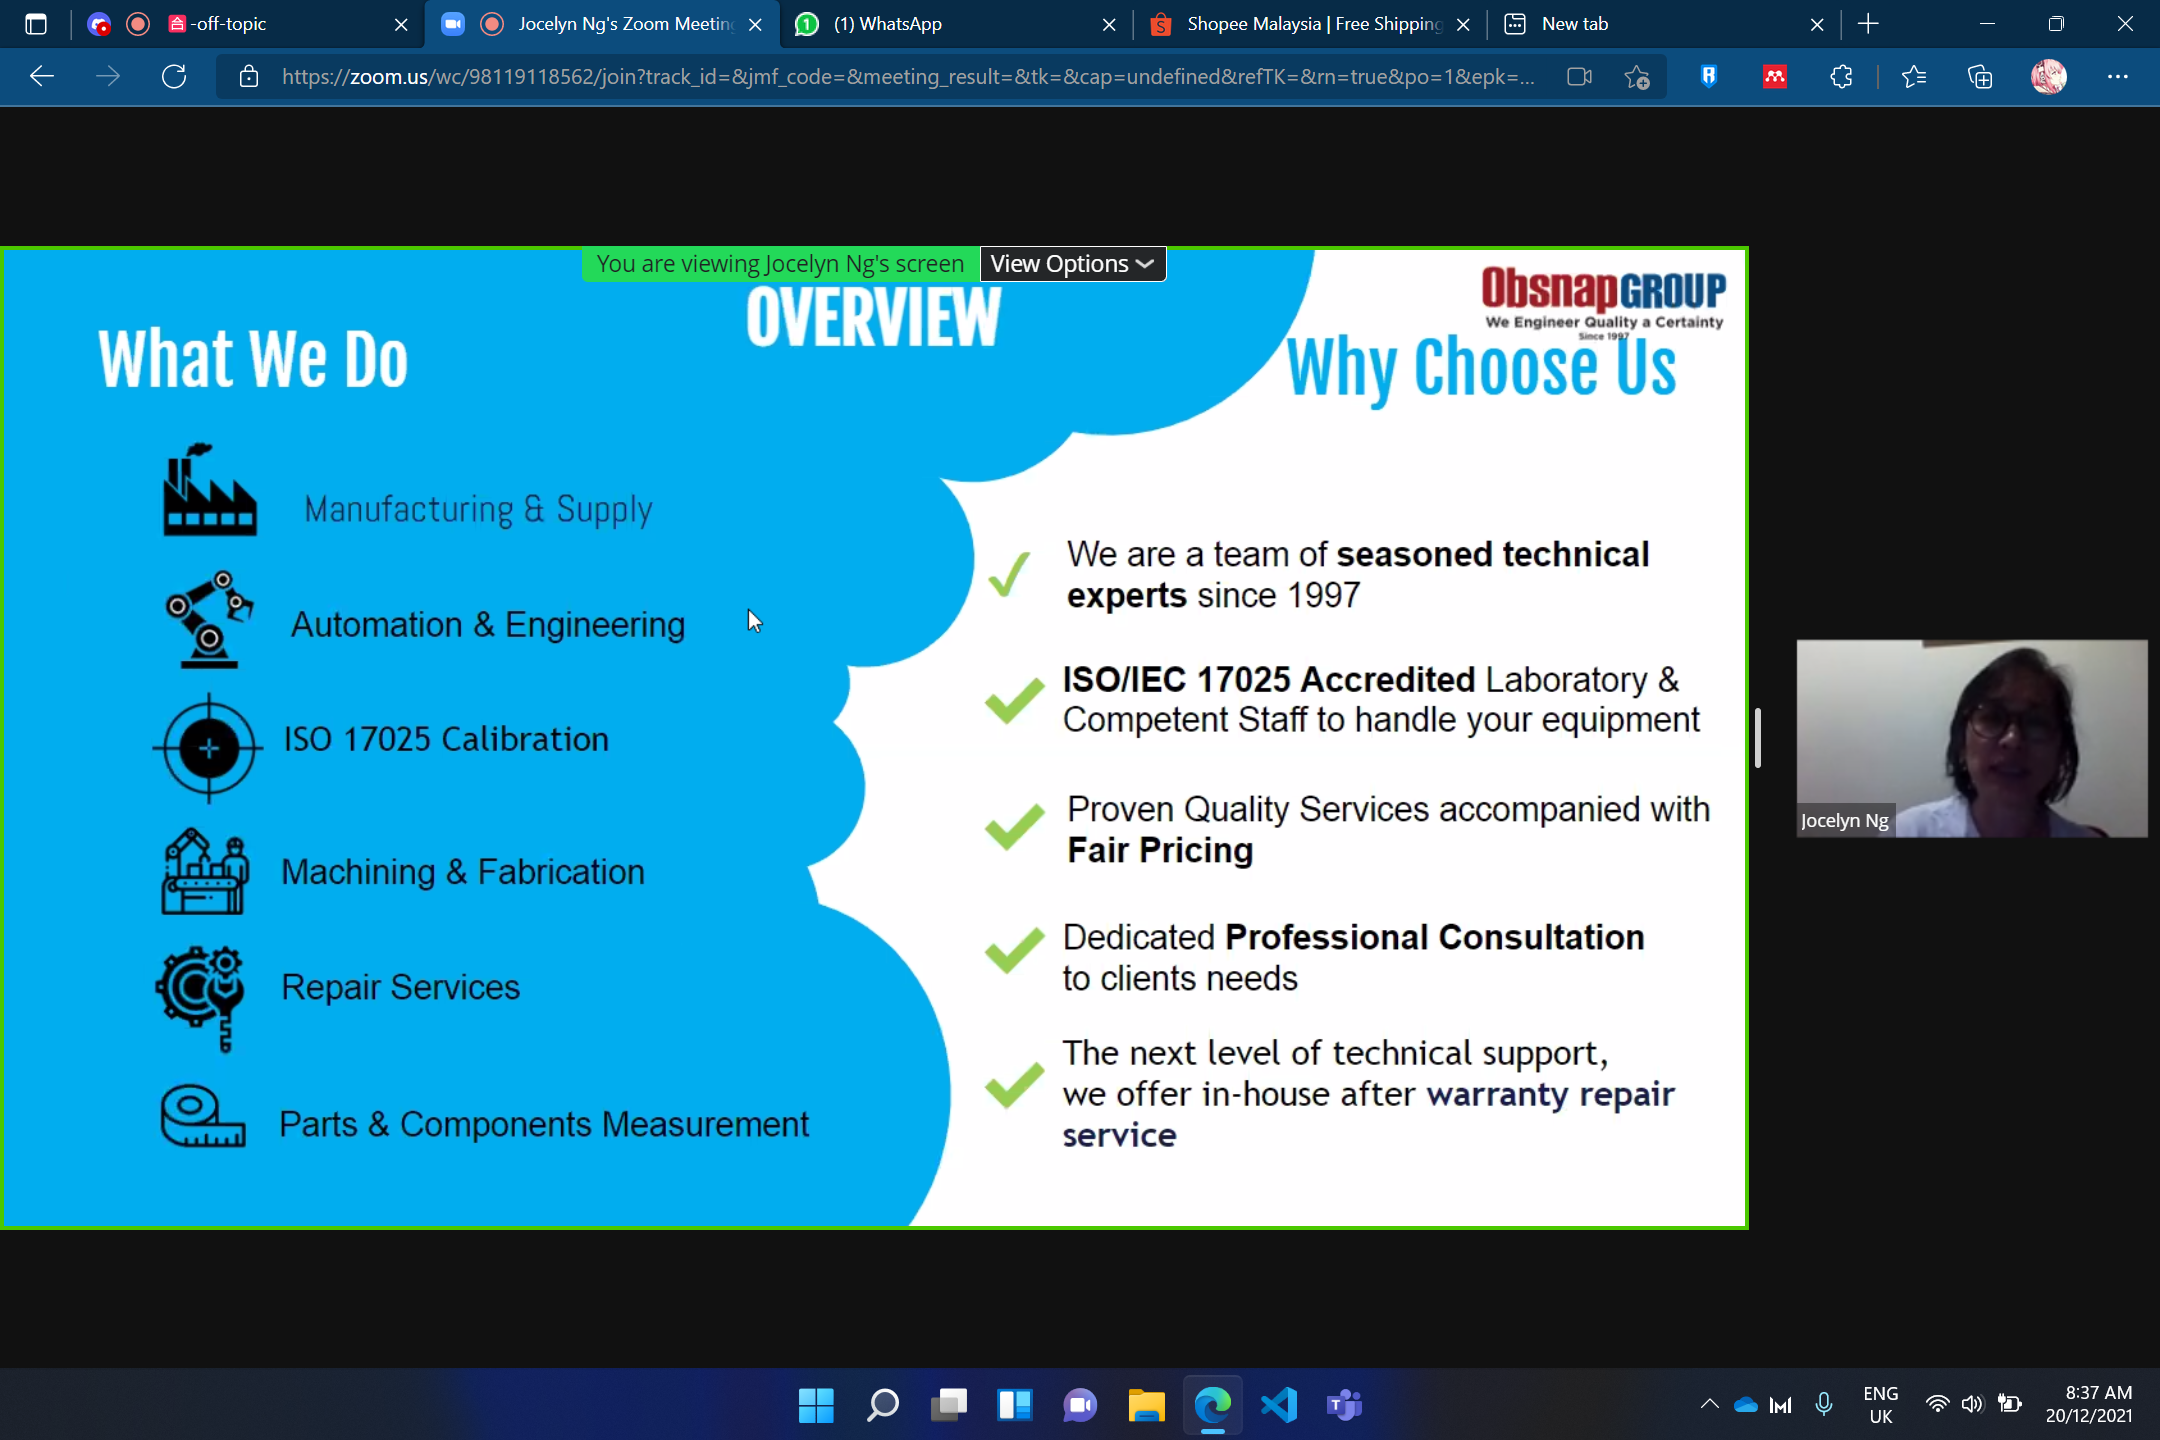 -off-topic
Jocelyn Ng's Zoom Meetin
(1) WhatsApp
Shopee Malaysia | Free Shipping
New tab
https://zoom.us/wc/98119118562/join?track_id=&jmf_code=&meeting_result=&tk=&cap=undefined&refTK=&rn=true&po=1&epk=...
You are viewing Jocelyn Ng's screen
View Options
OVERVIEW
ObsnapGROUP
We Engineer Quality a Certainty
Since 1997
What We Do
Manufacturing & Supply
Automation & Engineering
ISO 17025 Calibration
Machining & Fabrication
Repair Services
Parts & Components Measurement
Why Choose Us
We are a team of seasoned technical
experts since 1997
ISO/IEC 17025 Accredited Laboratory &
Competent Staff to handle your equipment
Proven Quality Services accompanied with
Fair Pricing
Dedicated Professional Consultation
to clients needs
The next level of technical support,
we offer in-house after warranty repair
service
Jocelyn Ng
ENG
UK
8:37 AM
20/12/2021